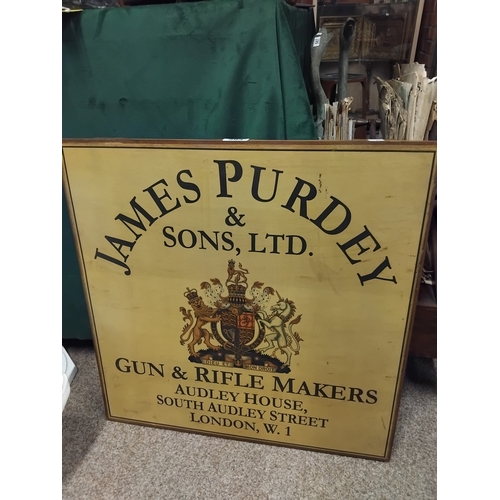 JAMES PURDEY
&
SONS, LTD.
GUN & RIFLE MAKERS
AUDLEY HOUSE,
SOUTH AUDLEY STREET
LONDON, W. 1